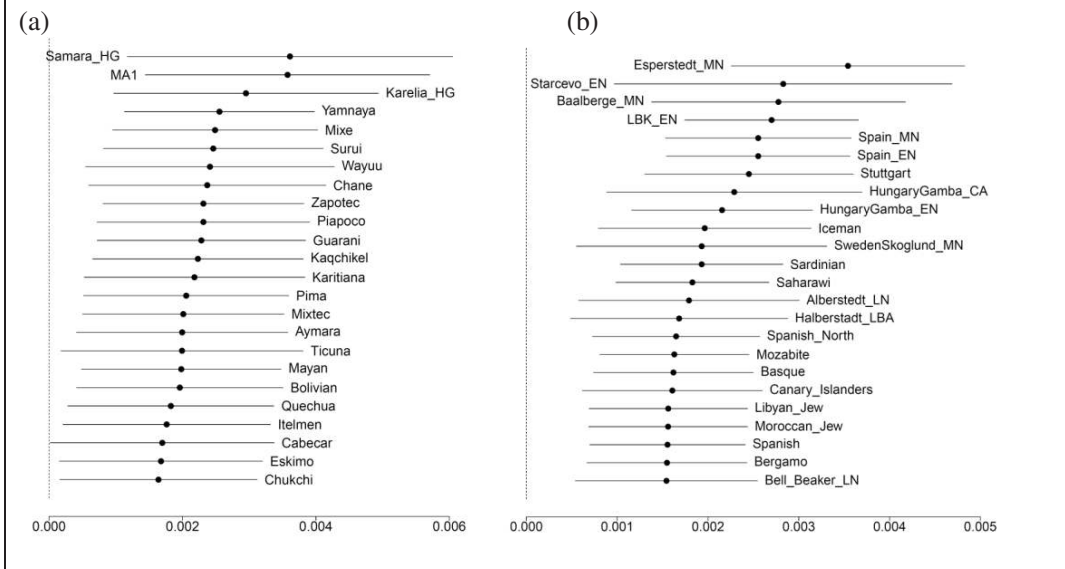 (a)
Samara_HG
MA1
Karelia_HG
Yamnaya
Mixe
Surui
Wayuu
Chane
Zapotec
Piapoco
Guarani
Kaqchikel
Karitiana
Pima
Mixtec
Aymara
Ticuna
Mayan
Bolivian
Quechua
Itelmen
Cabecar
Eskimo
Chukchi
0.000 0.002 0.004 0.006
(b)
Esperstedt_MN
Starcevo_EN
Baalberge_MN
LBK_EN
Spain_MN
Spain_EN
Stuttgart
HungaryGamba_CA
HungaryGamba_EN
Iceman
SwedenSkoglund_MN
Sardinian
Saharawi
Alberstedt_LN
Halberstadt_LBA
Spanish_North
Mozabite
Basque
Canary_Islanders
Libyan_Jew
Moroccan_Jew
Spanish
Bergamo
Bell_Beaker_LN
0.000 0.001 0.002 0.003 0.004 0.005